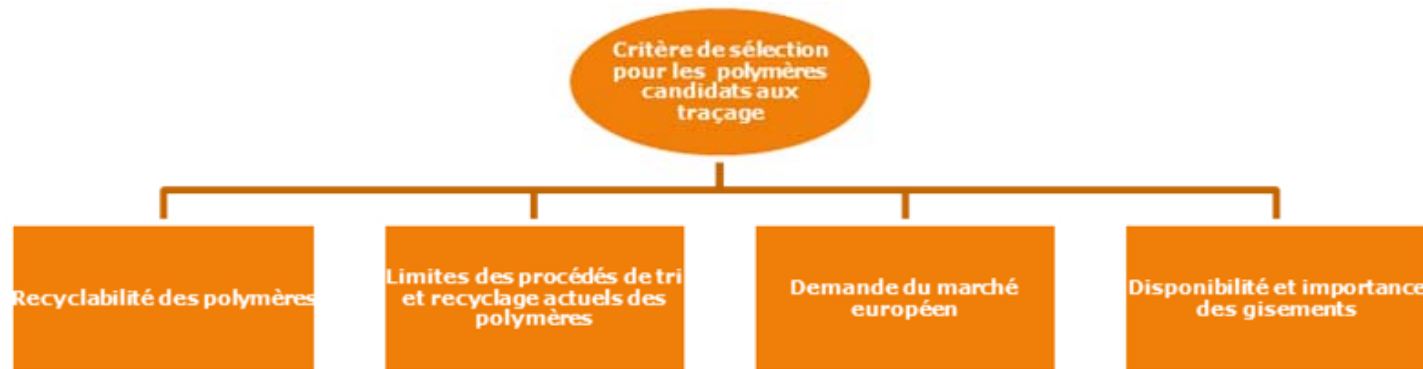 Critère de sélection
pour les polymères
candidats aux
traçage
Recyclabilité des polymères
Limites des procédés de tri
et recyclage actuels des
polymères
Demande du marché
européen
Disponibilité et importance
des gisements